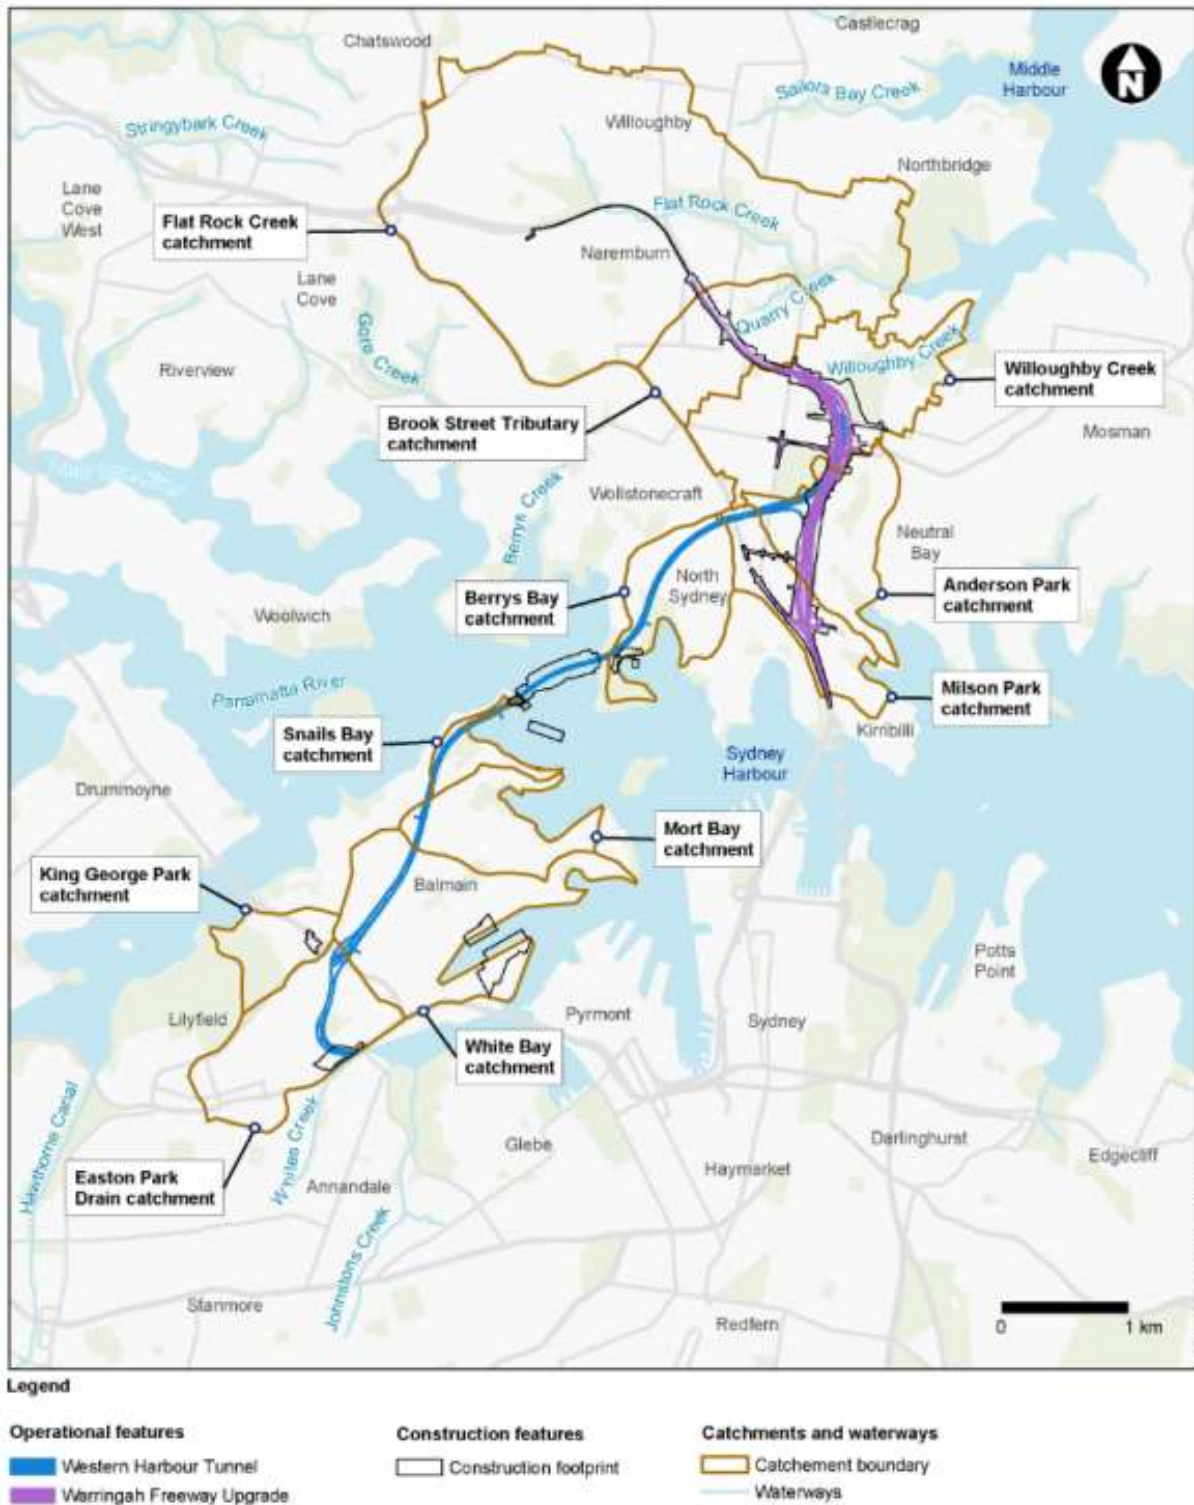 Castlecrag
Chatswood
Middle
Harbour
N
Sailors Bay Creek
Stringybark Creek
Willoughby
Northbridge
Lane
Cove
West
Flat Rock Creek
catchment
Flat Rock Creek
Naremburn
Lane
Cove
Quarry Creek
Gore Creek
Willoughby Creek
Riverview
Willoughby Creek
catchment
Brook Street Tributary
catchment
Mosman
Wollstonecraft
Berrys Creek
Neutral
Bay
North
Sydney
Berrys Bay
catchment
Anderson Park
catchment
Woolwich
Parramatta River
Milson Park
catchment
Snails Bay
catchment
Kirribilli
Sydney
Harbour
Drummoyne
Mort Bay
catchment
King George Park
catchment
Balmain
Potts
Point
Lilyfield
Pyrmont
Sydney
White Bay
catchment
Hawthorne Canal
Whites Creek
Glebe
Darlinghurst
Edgecliff
Haymarket
Easton Park
Drain catchment
Annandale
Johnstons Creek
Stanmore
Redfern
0 1 km
Legend
Operational features
Western Harbour Tunnel
Warringah Freeway Upgrade
Construction features
Construction footprint
Catchments and waterways
Catchement boundary
Waterways